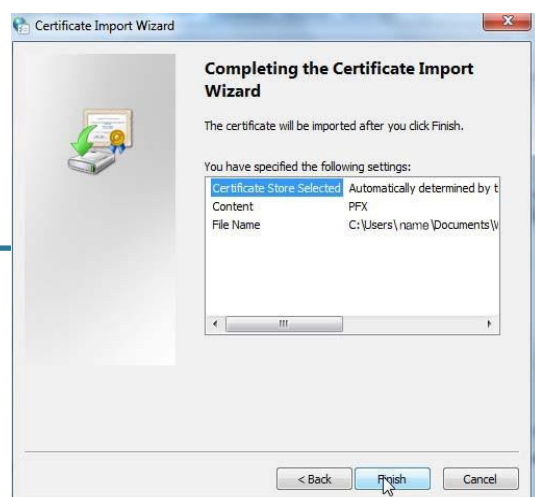 Certificate Import Wizard
Completing the Certificate Import
Wizard
The certificate will be imported after you click Finish.
You have specified the following settings:
Certificate Store Selected Automatically determined by t
Content PFX
File Name C:\Users\name\Documents\
< Back Finish Cancel